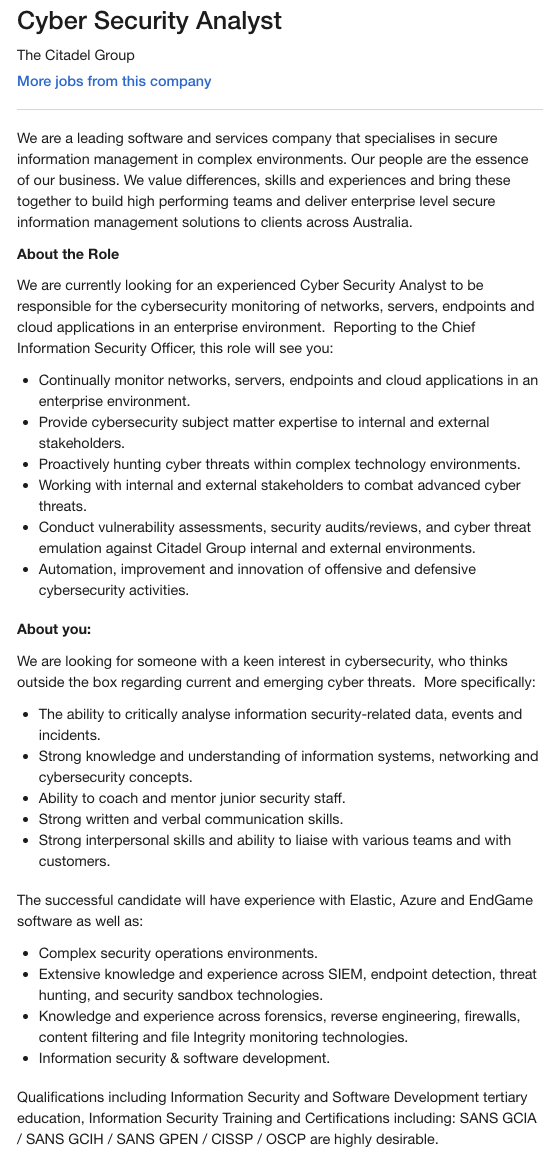 Cyber Security Analyst
The Citadel Group
More jobs from this company
We are a leading software and services company that specialises in secure
information management in complex environments. Our people are the essence
of our business. We value differences, skills and experiences and bring these
together to build high performing teams and deliver enterprise level secure
information management solutions to clients across Australia.
About the Role
We are currently looking for an experienced Cyber Security Analyst to be
responsible for the cybersecurity monitoring of networks, servers, endpoints and
cloud applications in an enterprise environment.  Reporting to the Chief
Information Security Officer, this role will see you:
• Continually monitor networks, servers, endpoints and cloud applications in an
enterprise environment.
• Provide cybersecurity subject matter expertise to internal and external
stakeholders.
• Proactively hunting cyber threats within complex technology environments.
• Working with internal and external stakeholders to combat advanced cyber
threats.
• Conduct vulnerability assessments, security audits/reviews, and cyber threat
emulation against Citadel Group internal and external environments.
• Automation, improvement and innovation of offensive and defensive
cybersecurity activities.
About you:
We are looking for someone with a keen interest in cybersecurity, who thinks
outside the box regarding current and emerging cyber threats.  More specifically:
• The ability to critically analyse information security-related data, events and
incidents.
• Strong knowledge and understanding of information systems, networking and
cybersecurity concepts.
• Ability to coach and mentor junior security staff.
• Strong written and verbal communication skills.
• Strong interpersonal skills and ability to liaise with various teams and with
customers.
The successful candidate will have experience with Elastic, Azure and EndGame
software as well as:
• Complex security operations environments.
• Extensive knowledge and experience across SIEM, endpoint detection, threat
hunting, and security sandbox technologies.
• Knowledge and experience across forensics, reverse engineering, firewalls,
content filtering and file Integrity monitoring technologies.
• Information security & software development.
Qualifications including Information Security and Software Development tertiary
education, Information Security Training and Certifications including: SANS GCIA
/ SANS GCIH / SANS GPEN / CISSP / OSCP are highly desirable.